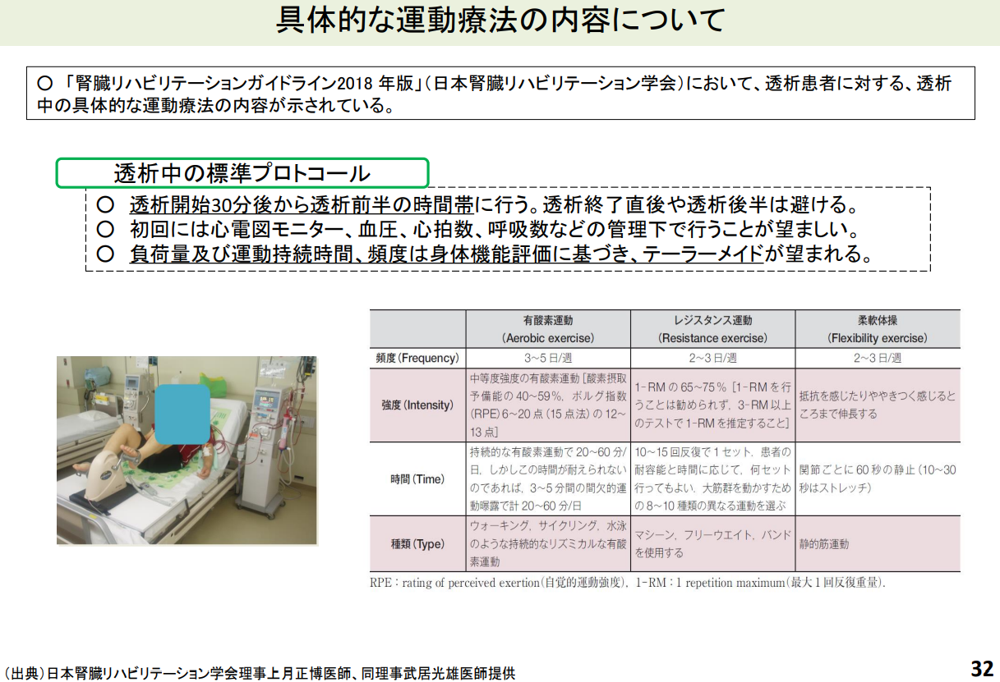 具体的な運動療法の内容について
○ 「腎臓リハビリテーションガイドライン2018 年版」（日本腎臓リハビリテーション学会）において、透析患者に対する、透析
中の具体的な運動療法の内容が示されている。
透析中の標準プロトコール
○ 透析開始30分後から透析前半の時間帯に行う。透析終了直後や透析後半は避ける。
○ 初回には心電図モニター、血圧、心拍数、呼吸数などの管理下で行うことが望ましい。
○ 負荷量及び運動持続時間、頻度は身体機能評価に基づき、テーラーメイドが望まれる。
有酸素運動
（Aerobic exercise）
レジスタンス運動
（Resistance exercise）
柔軟体操
（Flexibility exercise）
頻度（Frequency）
3～5 日/週
2～3 日/週
2～3 日/週
強度（Intensity）
中等度強度の有酸素運動［酸素摂取
予備能の 40～59 %，ボルグ指数
（RPE）6～20 点（15 点法）の 12～
13 点］
1-RM の 65～75 %［1-RM を行
うことは勧められず，3-RM 以上
のテストで 1-RM を推定すること］
抵抗を感じたりややきつく感じると
ころまで伸長する
時間（Time）
持続的な有酸素運動で 20～60 分/
日，しかしこの時間が耐えられない
のであれば，3～5 分間の間欠的運
動曝露で計 20～60 分/日
10～15 回反復で 1 セット．患者の
耐容能と時間に応じて，何セット
行ってもよい．大筋群を動かすため
の 8～10 種類の異なる運動を選ぶ
関節ごとに 60 秒の静止（10～30
秒はストレッチ）
種類（Type）
ウォーキング，サイクリング，水泳
のような持続的なリズミカルな有酸
素運動
マシーン，フリーウエイト，バンド
を使用する
静的筋運動
RPE：rating of perceived exertion（自覚的運動強度），1-RM：1 repetition maximum（最大 1 回反復重量）．
（出典）日本腎臓リハビリテーション学会理事上月正博医師、同理事武居光雄医師提供
32